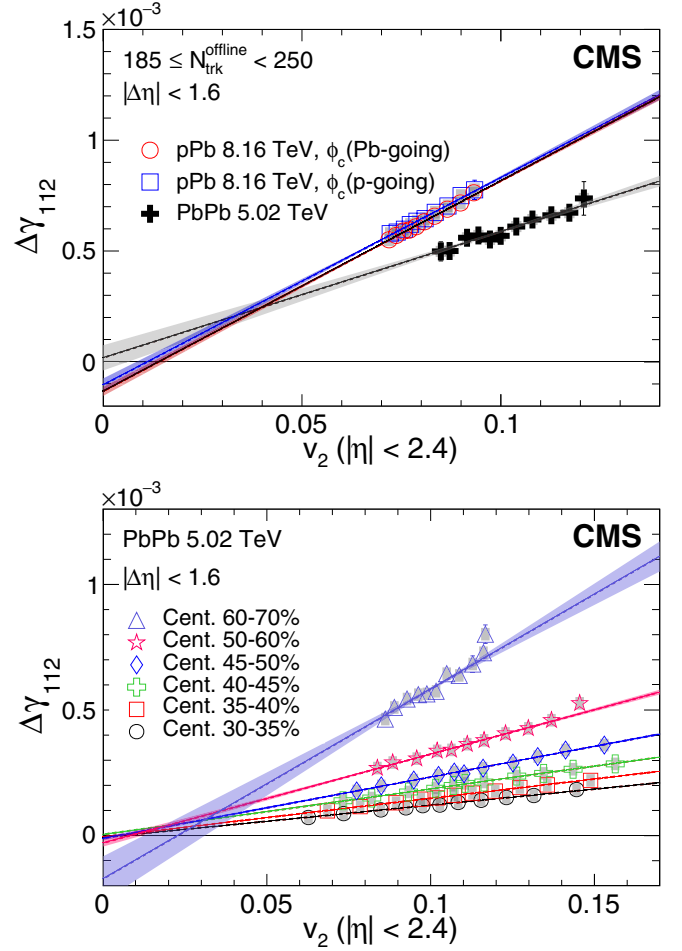 ×10⁻³
1.5
1
0.5
0
Δγ₁₁₂
185 ≤ N_trk^offline < 250
CMS
|Δη| < 1.6
pPb 8.16 TeV, ϕ_c(Pb-going)
pPb 8.16 TeV, ϕ_c(p-going)
PbPb 5.02 TeV
0 0.05 0.1
v₂ (|η| < 2.4)
×10⁻³
1
0.5
0
Δγ₁₁₂
PbPb 5.02 TeV
CMS
|Δη| < 1.6
Cent. 60-70%
Cent. 50-60%
Cent. 45-50%
Cent. 40-45%
Cent. 35-40%
Cent. 30-35%
0 0.05 0.1 0.15
v₂ (|η| < 2.4)